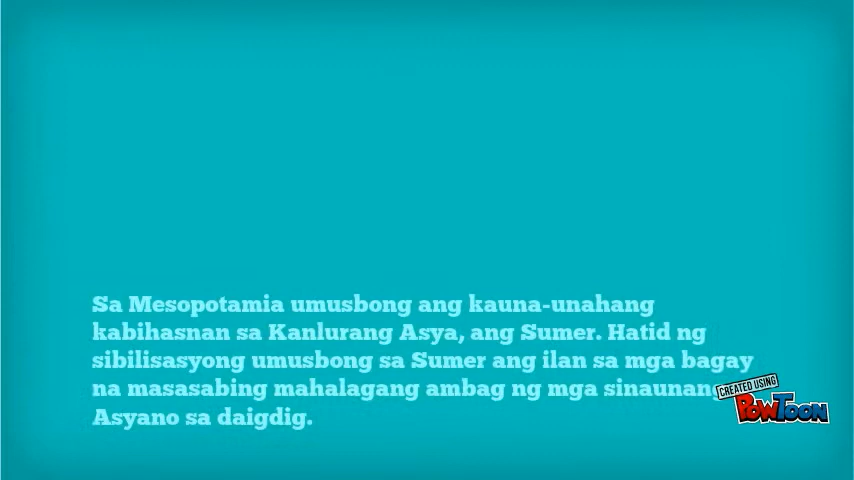 Sa Mesopotamia umusbong ang kauna-unahang
kabihasnan sa Kanlurang Asya, ang Sumer. Hatid ng
sibilisasyong umusbong sa Sumer ang ilan sa mga bagay
na masasabing mahalagang ambag ng mga sinaunang
Asyano sa daigdig.
CREATED USING
POWTOON